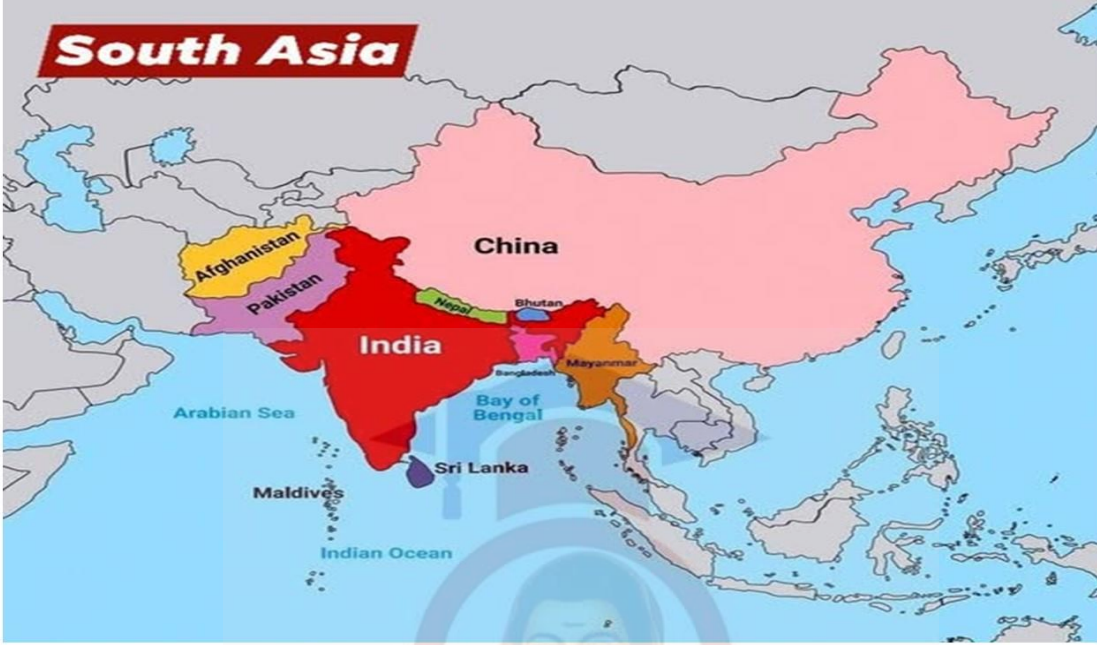 South Asia
China
Afghanistan
Pakistan
Nepal
Bhutan
India
Mayanmar
Bangladesh
Arabian Sea
Bay of
Bengal
Sri Lanka
Maldives
Indian Ocean